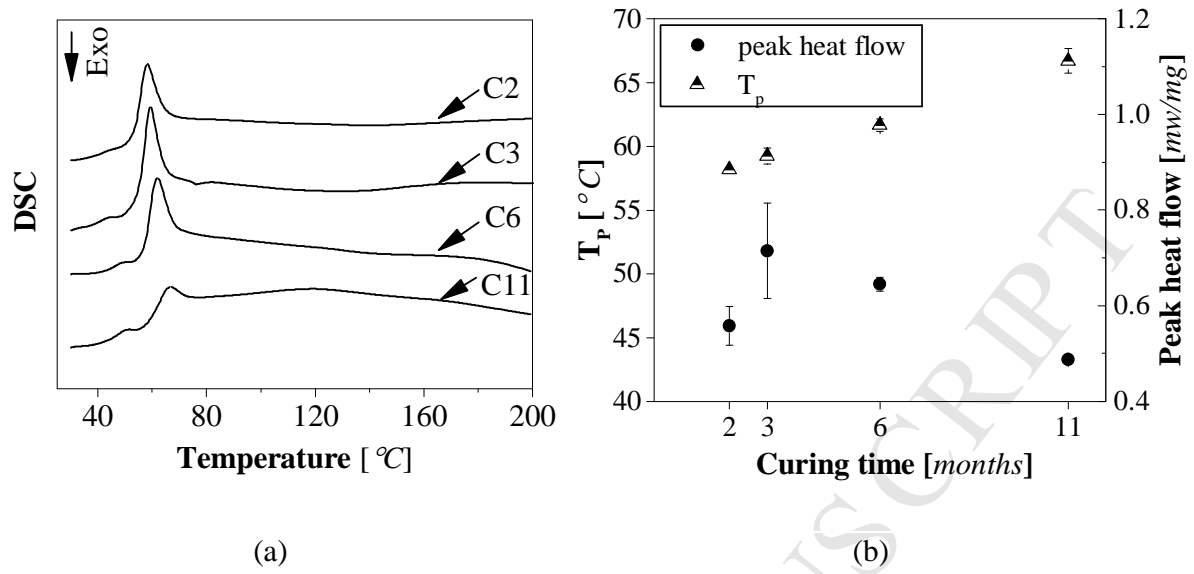 Exo
C2
C3
C6
C11
DSC
40 80 120 160 200
Temperature [°C]
(a)
peak heat flow
Tp
70
65
60
55
50
45
40
TP [°C]
1.2
1.0
0.8
0.6
0.4
Peak heat flow [mw/mg]
2 3 6 11
Curing time [months]
(b)
NUSCRIPT